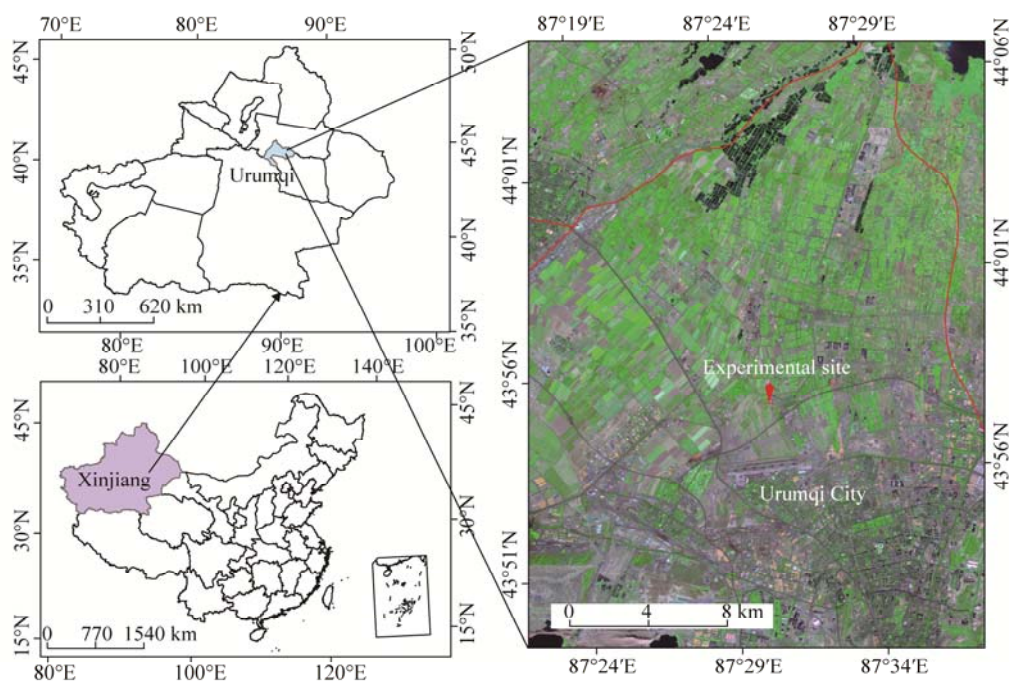 70°E 80°E 90°E
45°N
40°N
35°N
50°N
45°N
40°N
35°N
Urumqi
0 310 620 km
80°E 90°E 100°E
80°E 100°E 120°E 140°E
45°N
30°N
15°N
45°N
30°N
15°N
Xinjiang
0 770 1540 km
80°E 100°E 120°E
87°19′E 87°24′E 87°29′E
44°01′N
43°56′N
43°51′N
44°06′N
44°01′N
43°56′N
Experimental site
Urumqi City
0 4 8 km
87°24′E 87°29′E 87°34′E